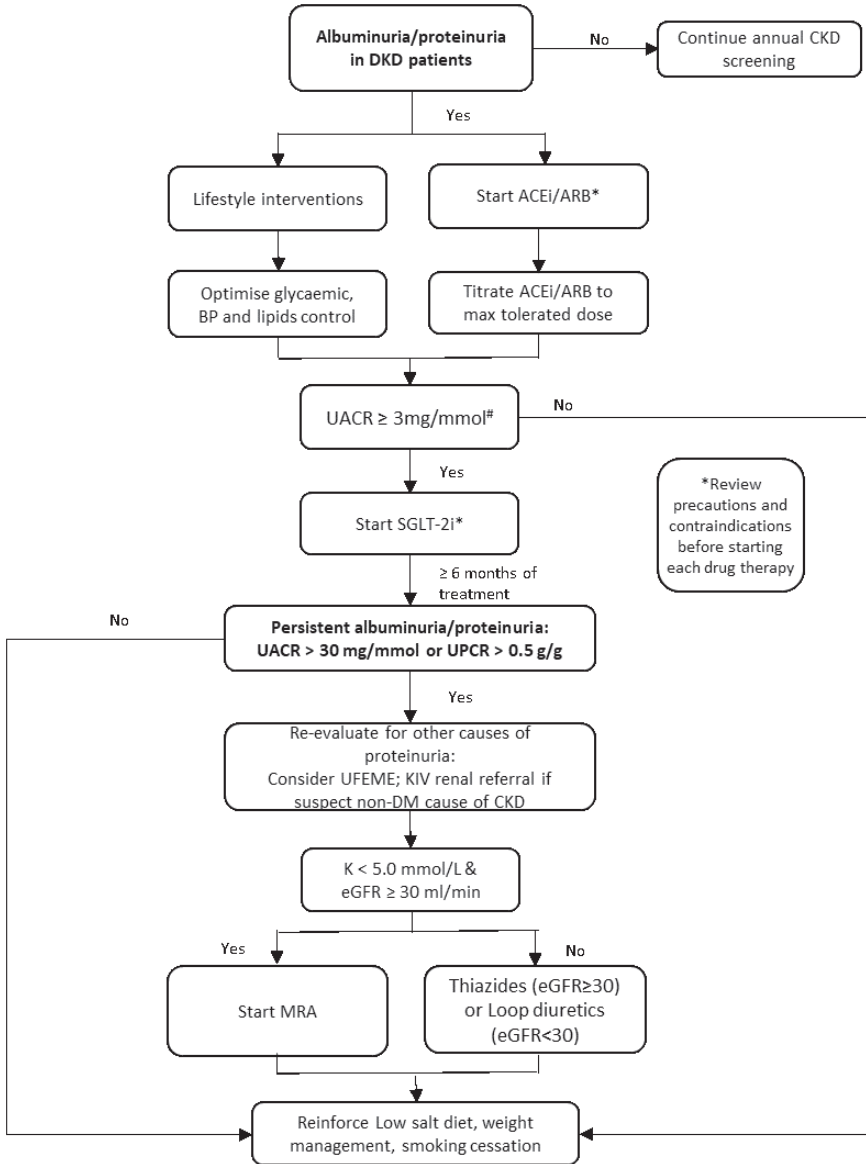 Albuminuria/proteinuria
in DKD patients
No
Continue annual CKD
screening
Yes
Lifestyle interventions
Start ACEi/ARB*
Optimise glycaemic,
BP and lipids control
Titrate ACEi/ARB to
max tolerated dose
UACR ≥ 3mg/mmol#
No
Yes
*Review
precautions and
contraindications
before starting
each drug therapy
Start SGLT-2i*
≥ 6 months of
treatment
No
Persistent albuminuria/proteinuria:
UACR > 30 mg/mmol or UPCR > 0.5 g/g
Yes
Re-evaluate for other causes of
proteinuria:
Consider UFEME; KIV renal referral if
suspect non-DM cause of CKD
K < 5.0 mmol/L &
eGFR ≥ 30 ml/min
Yes
No
Start MRA
Thiazides (eGFR≥30)
or Loop diuretics
(eGFR<30)
Reinforce Low salt diet, weight
management, smoking cessation